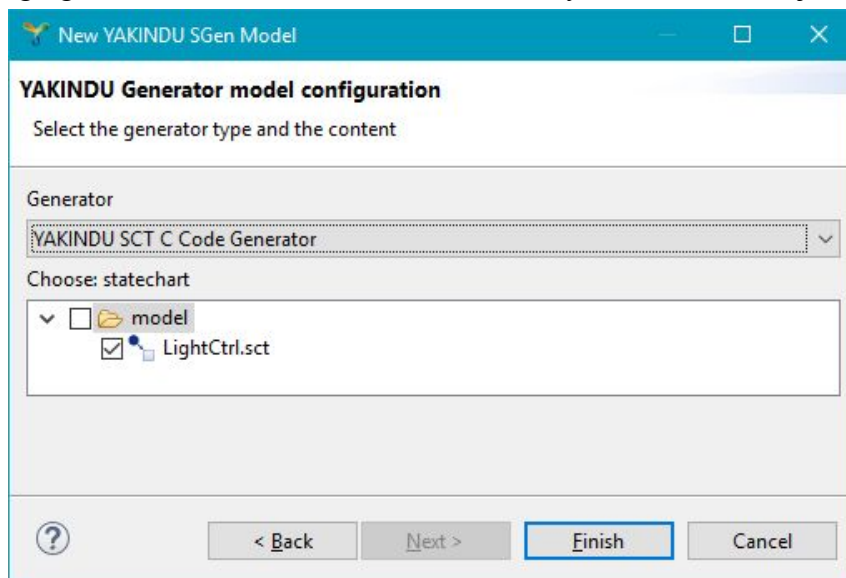 New YAKINDU SGen Model
YAKINDU Generator model configuration
Select the generator type and the content
Generator
YAKINDU SCT C Code Generator
Choose: statechart
model
LightCtrl.sct
? < Back Next > Finish Cancel